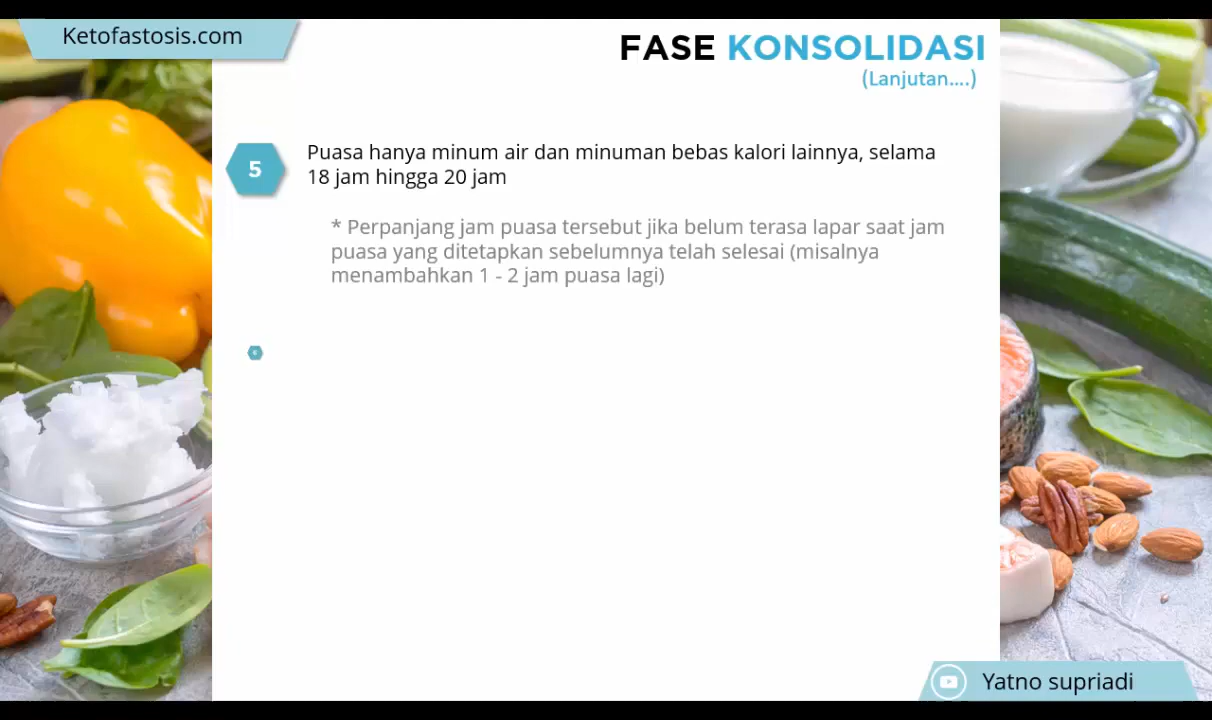 Ketofastosis.com
FASE KONSOLIDASI
(Lanjutan....)
5
Puasa hanya minum air dan minuman bebas kalori lainnya, selama
18 jam hingga 20 jam
* Perpanjang jam puasa tersebut jika belum terasa lapar saat jam
puasa yang ditetapkan sebelumnya telah selesai (misalnya
menambahkan 1 - 2 jam puasa lagi)
Yatno supriadi